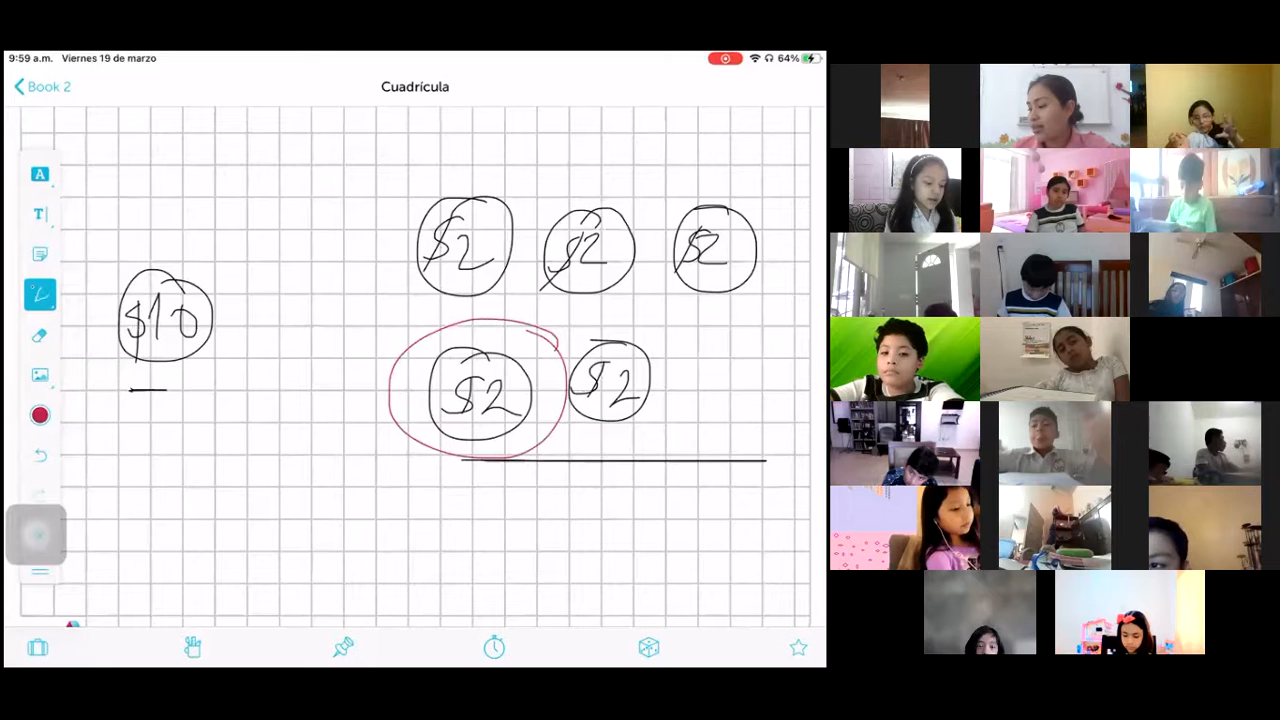 9:59 a.m. Viernes 19 de marzo
64%
Book 2
Cuadrícula
A
T
$2 $2 $2
$10
$2 $2